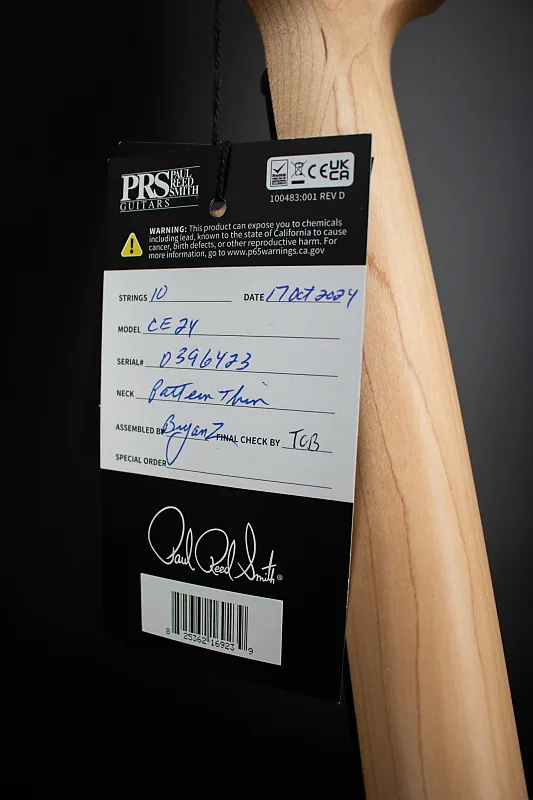 PRS PAUL REED SMITH
GUITARS
CE UK CA
100483:001 REV D
WARNING: This product can expose you to chemicals
including lead, known to the state of California to cause
cancer, birth defects, or other reproductive harm. For
more information, go to www.p65warnings.ca.gov
STRINGS 10 DATE 17 Oct 2024
MODEL CE 24
SERIAL# 0396423
NECK Pattern Thin
ASSEMBLED BY Bryan Z FINAL CHECK BY TCB
SPECIAL ORDER
Paul Reed Smith ®
8 25362 16923 9